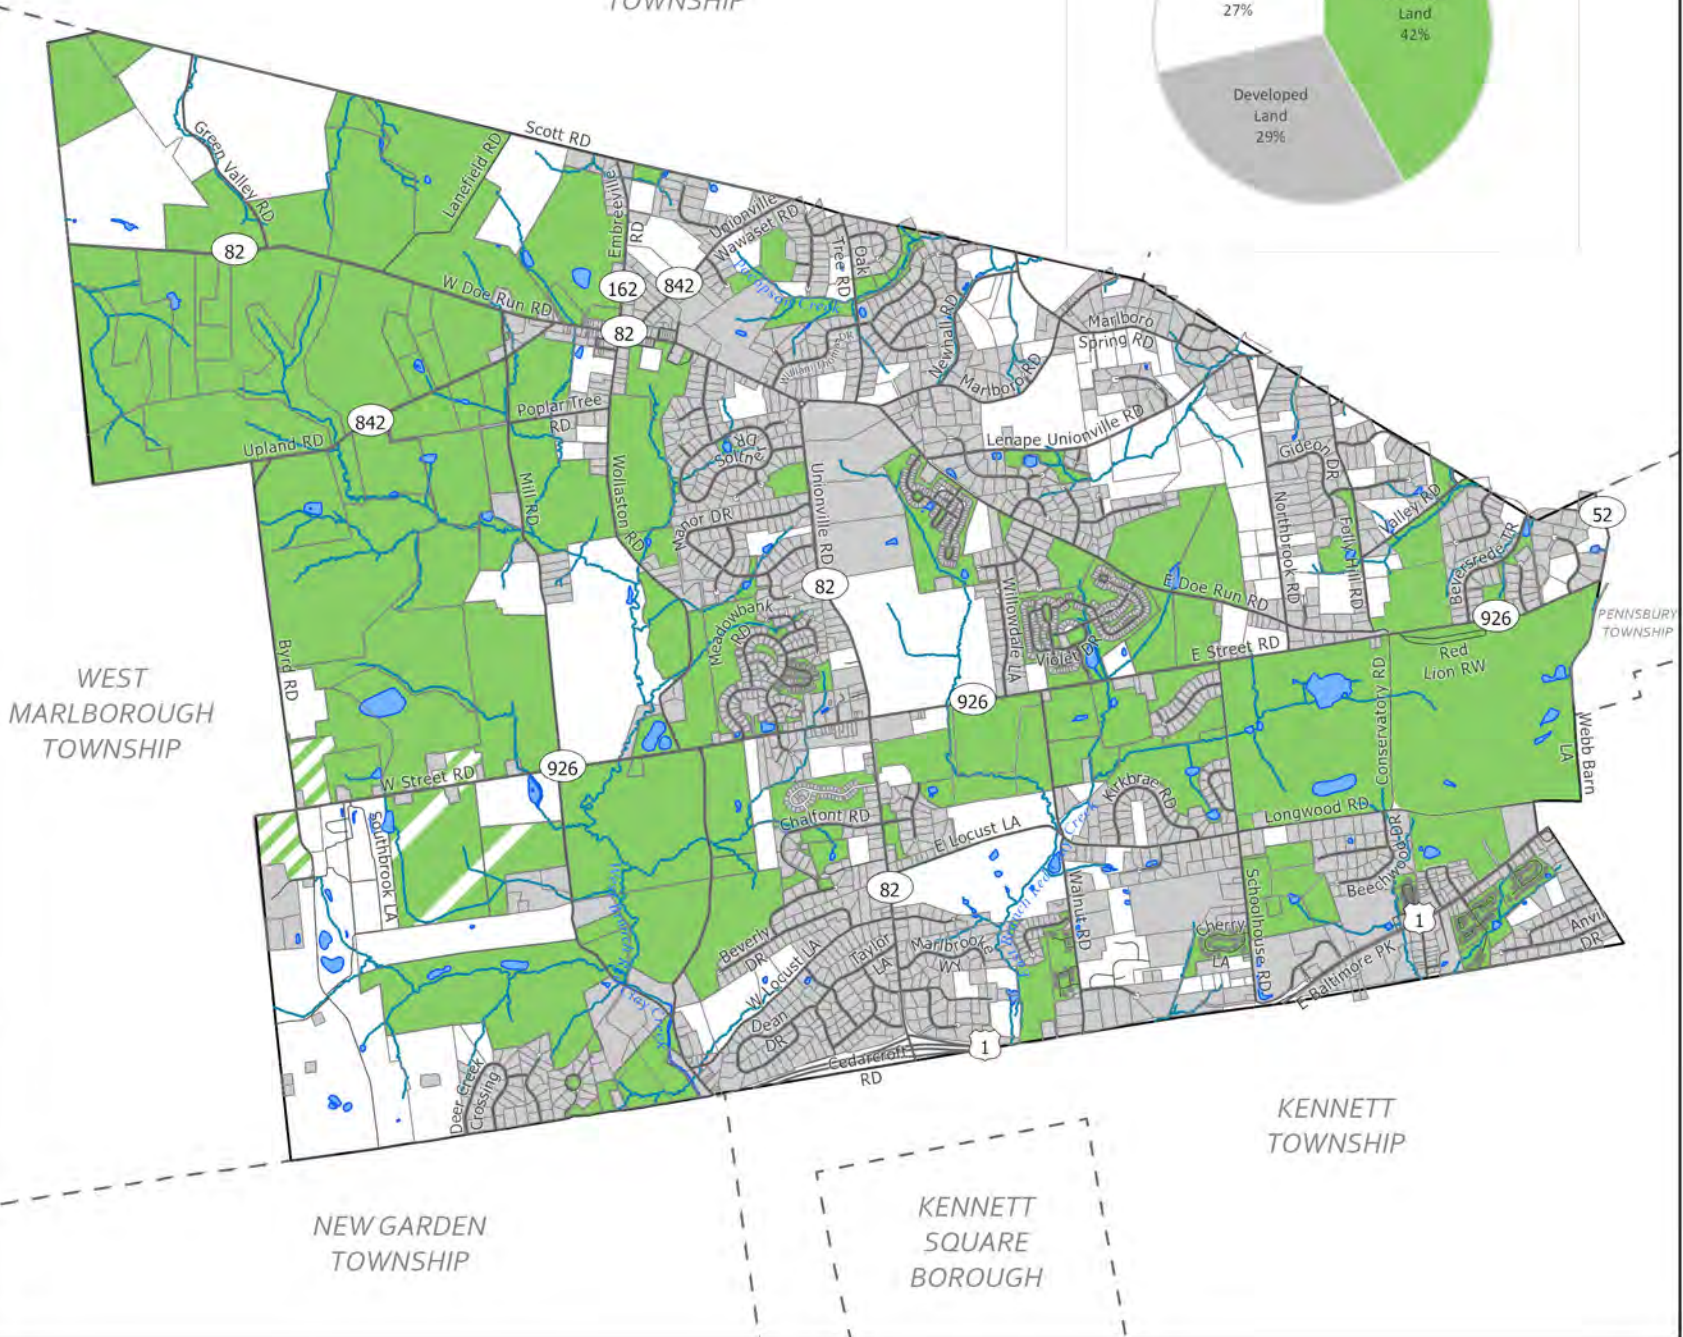 TOWNSHIP
27%
Land
42%
Developed
Land
29%
Scott RD
Green Valley RD
Lanefield RD
Embreeville
RD
Unionville
Wawaset RD
Tree RD
Oak
82
162
842
W Doe Run RD
82
Newhall RD
Marlboro
Spring RD
William Thomas DR
Marlboro RD
Poplar Tree
RD
842
Upland RD
Lenape Unionville RD
Soltner
DR
Gideon DR
Mill RD
Wollaston RD
Unionville RD
Manor DR
Northbrook RD
Folly Hill RD
Valley RD
Beversrede TR
52
82
Willowdale LA
E Doe Run RD
926
PENNSBURY
TOWNSHIP
Meadowbank
RD
Violet DR
E Street RD
Red
Lion RW
Byrd RD
WEST
MARLBOROUGH
TOWNSHIP
926
Conservatory RD
Webb Barn
LA
W Street RD
926
Kirkbrae RD
Longwood RD
Chalfont RD
E Locust LA
Southbrook LA
82
Walnut RD
Schoolhouse RD
Beechwood DR
Beverly
DR
W Locust LA
Taylor
LA
Marlbrooke
WY
Cherry
LA
1
Anvil
DR
E Baltimore PK
Dean
DR
Cedarcroft
RD
1
Deer Creek
Crossing
KENNETT
TOWNSHIP
NEW GARDEN
TOWNSHIP
KENNETT
SQUARE
BOROUGH